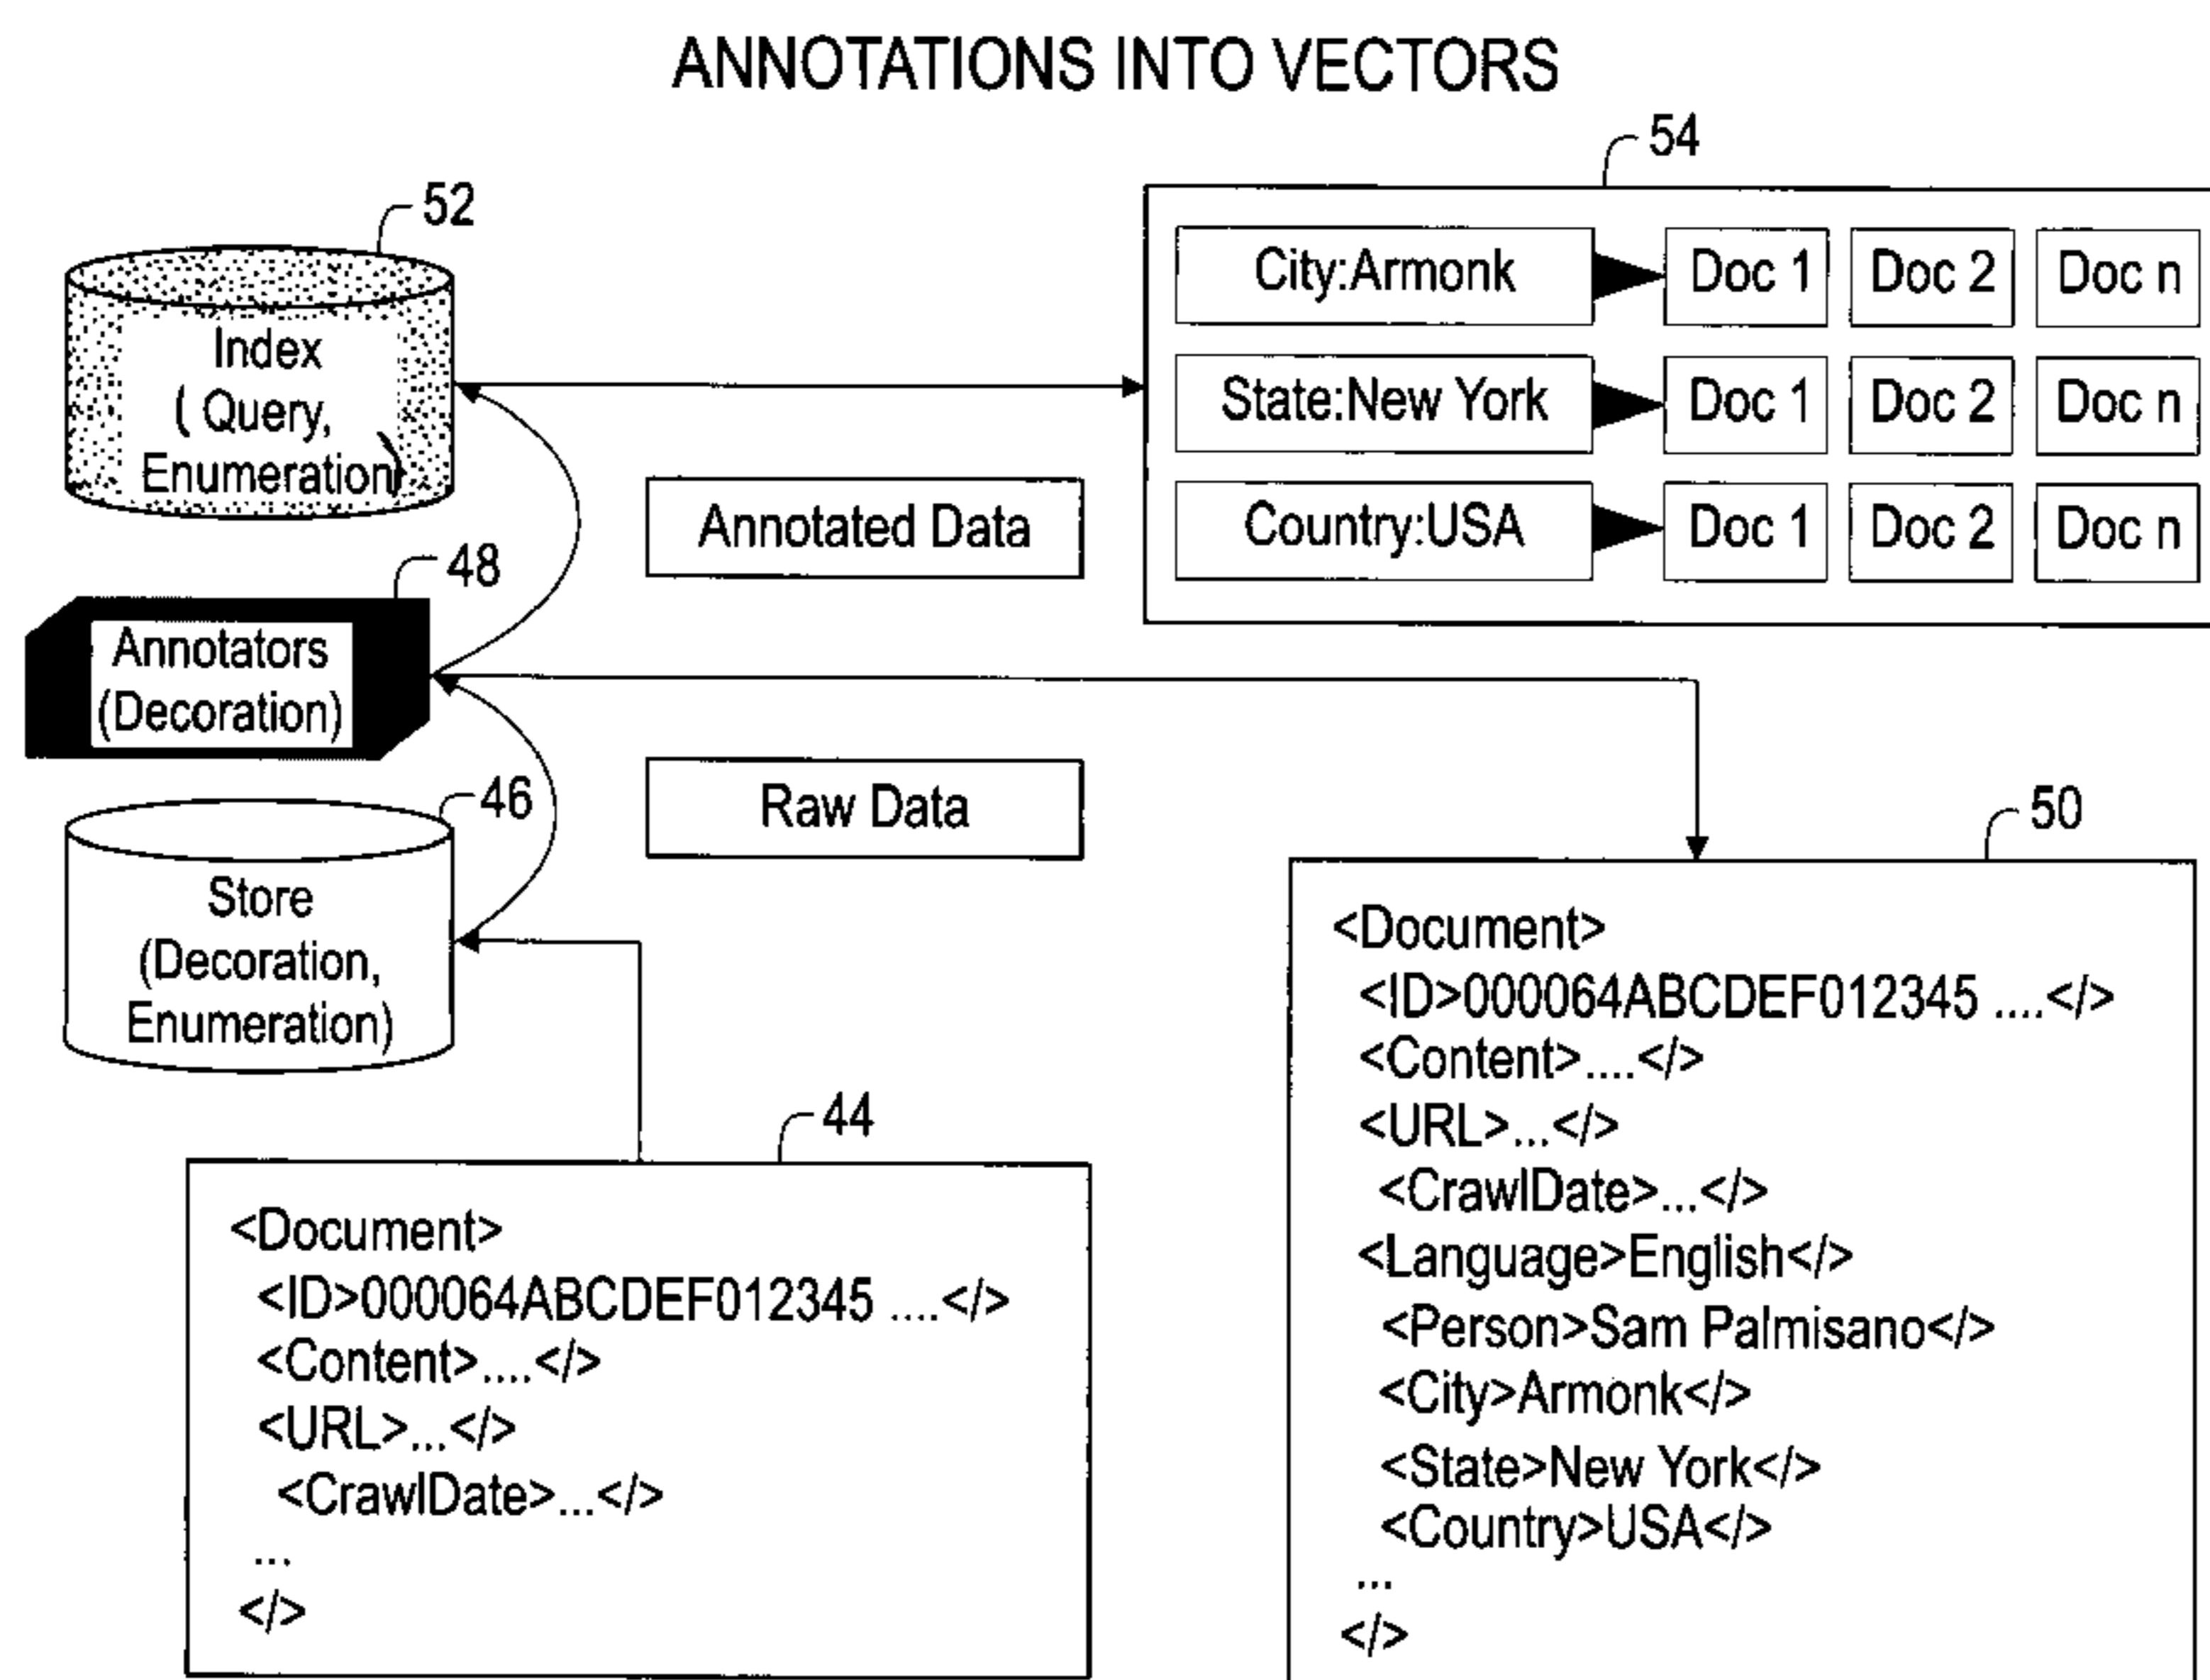 ANNOTATIONS INTO VECTORS
52
Index
( Query,
Enumeration)
54
City:Armonk Doc 1 Doc 2 Doc n
State:New York Doc 1 Doc 2 Doc n
Country:USA Doc 1 Doc 2 Doc n
Annotated Data
48
Annotators
(Decoration)
Raw Data
46
Store
(Decoration,
Enumeration)
44
<Document>
<ID>000064ABCDEF012345 ....</>
<Content>....</>
<URL>...</>
<CrawlDate>...</>
...
</>
50
<Document>
<ID>000064ABCDEF012345 ....</>
<Content>....</>
<URL>...</>
<CrawlDate>...</>
<Language>English</>
<Person>Sam Palmisano</>
<City>Armonk</>
<State>New York</>
<Country>USA</>
...
</>